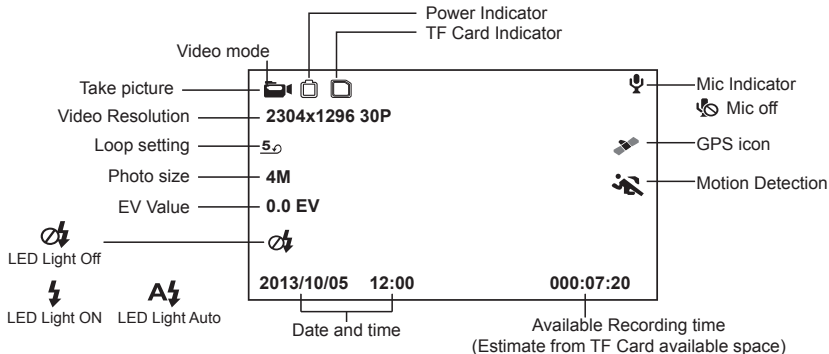 Power Indicator
TF Card Indicator
Video mode
Take picture
Mic Indicator
Mic off
Video Resolution
2304x1296 30P
Loop setting
5
GPS icon
Photo size
4M
Motion Detection
EV Value
0.0 EV
LED Light Off
2013/10/05 12:00 000:07:20
A
LED Light ON
LED Light Auto
Date and time
Available Recording time
(Estimate from TF Card available space)